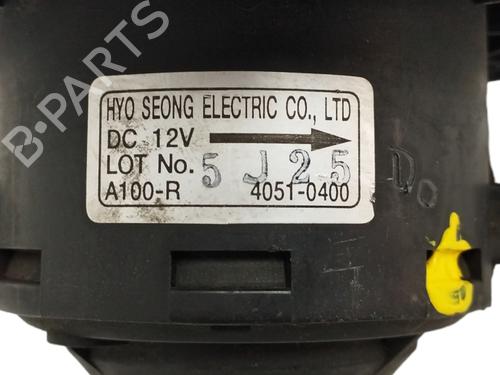 HYO SEONG ELECTRIC CO., LTD
DC 12V
LOT No. 5 J 2 5
A100-R 4051-0400
B-PARTS